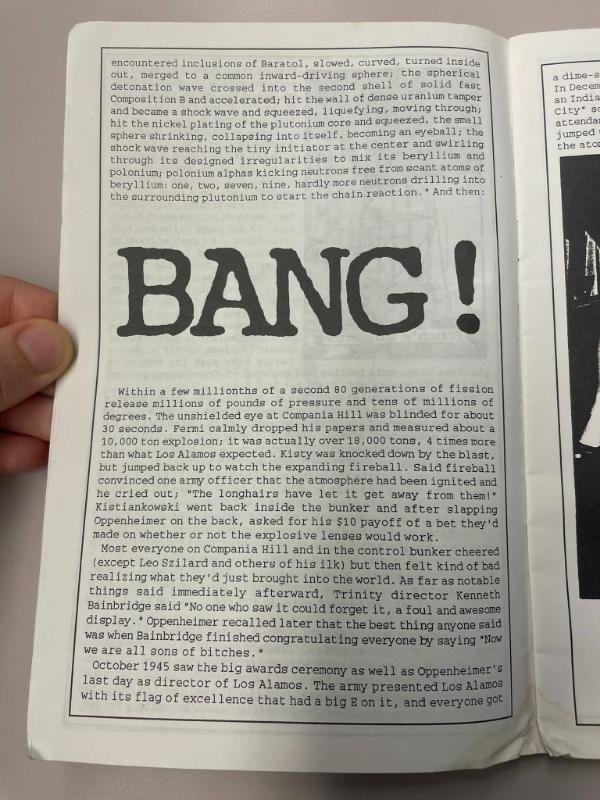 encountered inclusions of Baratol, slowed, curved, turned inside
out, merged to a common inward-driving sphere; the spherical
detonation wave crossed into the second shell of solid fast
Composition B and accelerated; hit the wall of dense uranium tamper
and became a shock wave and squeezed, liquefying, moving through;
hit the nickel plating of the plutonium core and squeezed, the small
sphere shrinking, collapsing into itself, becoming an eyeball; the
shock wave reaching the tiny initiator at the center and swirling
through its designed irregularities to mix its beryllium and
polonium; polonium alphas kicking neutrons free from scant atoms of
beryllium: one, two, seven, nine, hardly more neutrons drilling into
the surrounding plutonium to start the chain reaction." And then:
BANG!
Within a few millionths of a second 80 generations of fission
release millions of pounds of pressure and tens of millions of
degrees. The unshielded eye at Compania Hill was blinded for about
30 seconds. Fermi calmly dropped his papers and measured about a
10,000 ton explosion; it was actually over 18,000 tons, 4 times more
than what Los Alamos expected. Kisty was knocked down by the blast,
but jumped back up to watch the expanding fireball. Said fireball
convinced one army officer that the atmosphere had been ignited and
he cried out; "The longhairs have let it get away from them!"
Kistiankowski went back inside the bunker and after slapping
Oppenheimer on the back, asked for his $10 payoff of a bet they'd
made on whether or not the explosive lenses would work.
Most everyone on Compania Hill and in the control bunker cheered
(except Leo Szilard and others of his ilk) but then felt kind of bad
realizing what they'd just brought into the world. As far as notable
things said immediately afterward, Trinity director Kenneth
Bainbridge said "No one who saw it could forget it, a foul and awesome
display." Oppenheimer recalled later that the best thing anyone said
was when Bainbridge finished congratulating everyone by saying "Now
we are all sons of bitches."
October 1945 saw the big awards ceremony as well as Oppenheimer's
last day as director of Los Alamos. The army presented Los Alamos
with its flag of excellence that had a big E on it, and everyone got
a dime-s
In Decem
an India
City" s
attendan
jumped
the ato